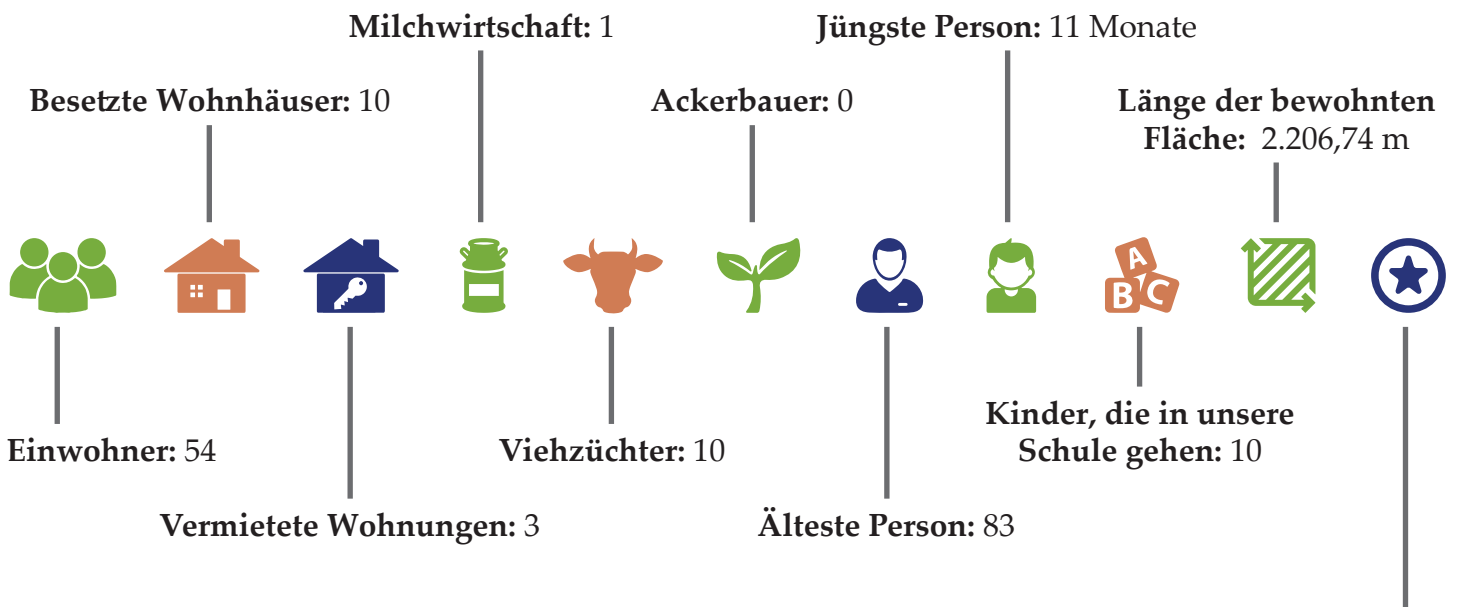 Milchwirtschaft: 1
Jüngste Person: 11 Monate
Besetzte Wohnhäuser: 10
Ackerbauer: 0
Länge der bewohnten
Fläche: 2.206,74 m
A
B C
Kinder, die in unsere
Schule gehen: 10
Einwohner: 54
Viehzüchter: 10
Vermietete Wohnungen: 3
Älteste Person: 83